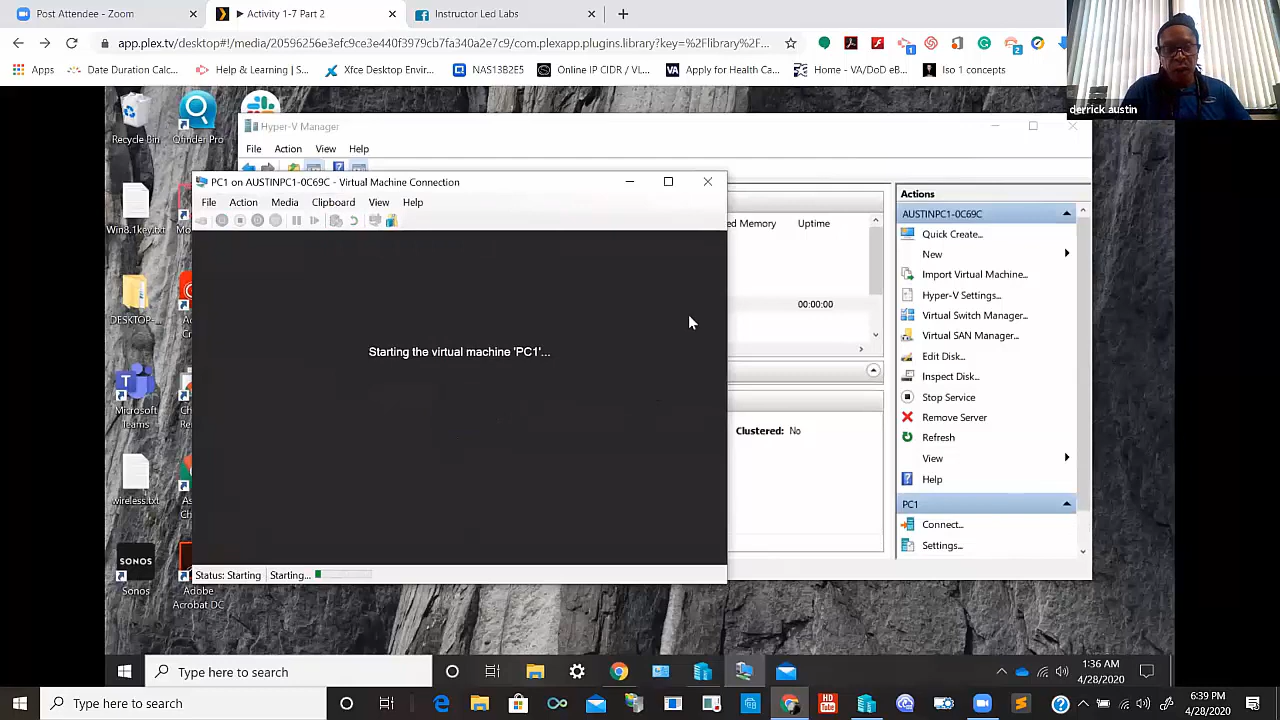 Post Attendee - Zoom
Activity 1-7 Part 2
Instructor Led Labs
app.plex.tv/desktop#!/media/20596256e3efc9ce3e440f3979cb7fa3401e17c9/com.plexapp.plugins.library?key=%2Flibrary%2F...
Apps
Date Duration Calc...
Help & Learning | S...
Xfce Desktop Envir...
NAS13B2E5
Online IP CIDR / VL...
Apply for Health Ca...
Home - VA/DoD eB...
derrick austin
Recycle Bin
Qfinder Pro
Hyper-V Manager
File Action View Help
PC1 on AUSTINPC1-0C69C - Virtual Machine Connection
File Action Media Clipboard View Help
Win8.1key.txt
DESKTOP-...
Microsoft
Teams
wireless.txt
SONOS
Sonos
Adobe
Acrobat DC
Starting the virtual machine 'PC1'...
Status: Starting Starting...
ed Memory Uptime
00:00:00
Clustered: No
Actions
AUSTINPC1-0C69C
Quick Create...
New
Import Virtual Machine...
Hyper-V Settings...
Virtual Switch Manager...
Virtual SAN Manager...
Edit Disk...
Inspect Disk...
Stop Service
Remove Server
Refresh
View
Help
PC1
Connect...
Settings...
Type here to search
1:36 AM
4/28/2020
Type here to search
6:39 PM
4/28/2020